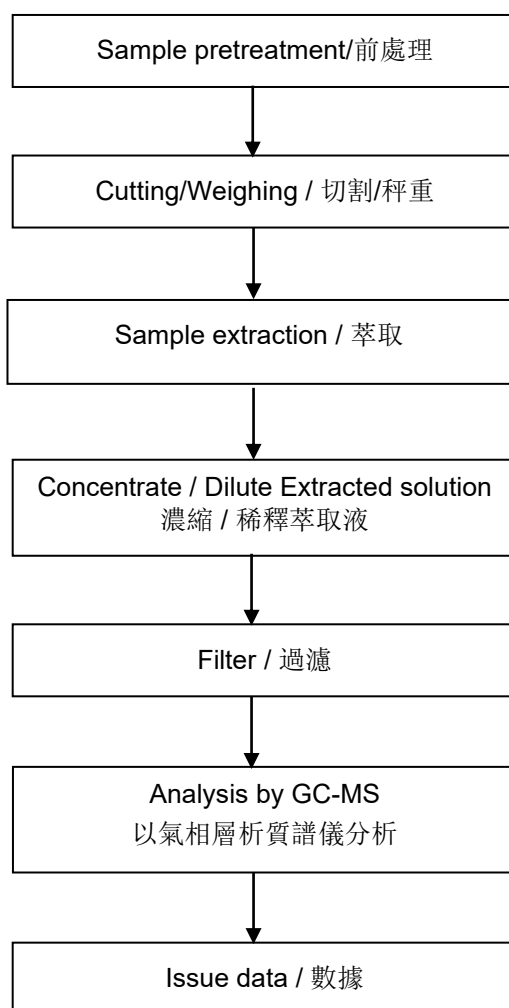 Sample pretreatment/前處理
Cutting/Weighing / 切割/秤重
Sample extraction / 萃取
Concentrate / Dilute Extracted solution
濃縮 / 稀釋萃取液
Filter / 過濾
Analysis by GC-MS
以氣相層析質譜儀分析
Issue data / 數據